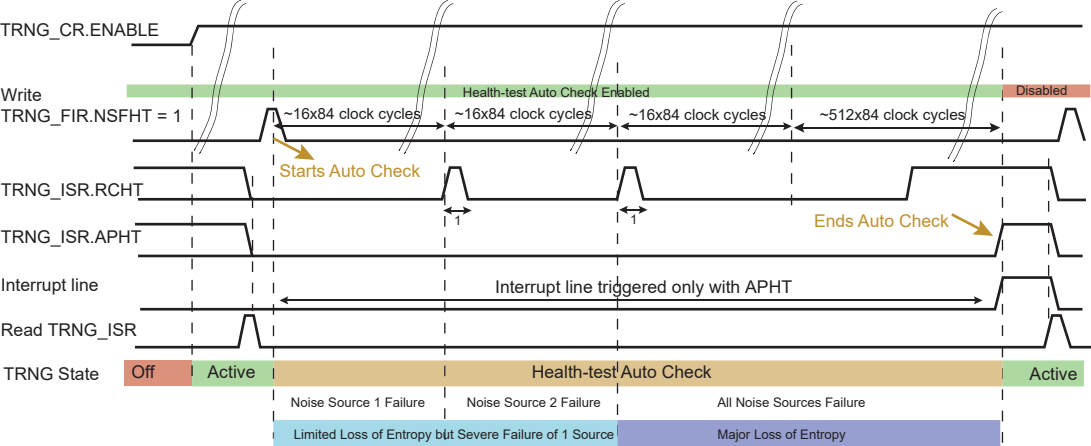 TRNG_CR.ENABLE
Health-test Auto Check Enabled
Disabled
Write
TRNG_FIR.NSFHT = 1
~16x84 clock cycles
~16x84 clock cycles
~16x84 clock cycles
~512x84 clock cycles
Starts Auto Check
TRNG_ISR.RCHT
1
1
Ends Auto Check
TRNG_ISR.APHT
Interrupt line
Interrupt line triggered only with APHT
Read TRNG_ISR
TRNG State
Off
Active
Health-test Auto Check
Active
Noise Source 1 Failure
Noise Source 2 Failure
All Noise Sources Failure
Limited Loss of Entropy but Severe Failure of 1 Source
Major Loss of Entropy